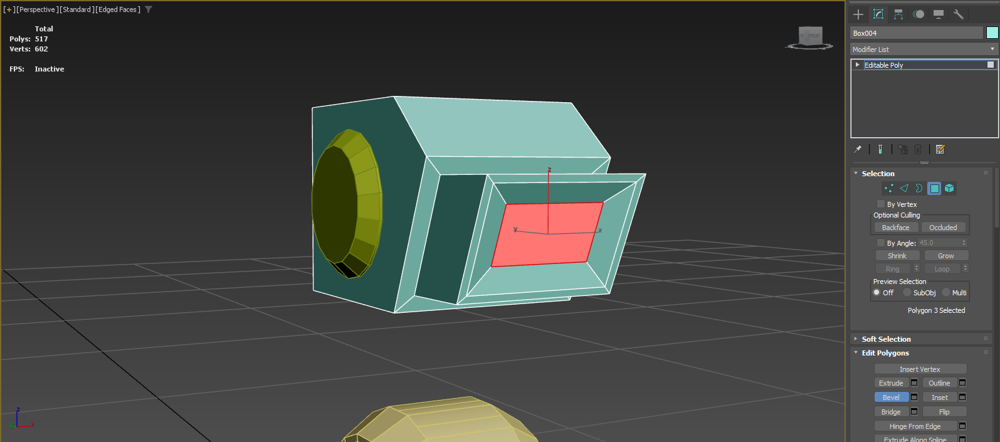 [+][Perspective][Standard][Edged Faces]
Total
Polys: 517
Verts: 602
FPS: Inactive
FRONT
z
y
x
z
y
x
Box004
Modifier List
Editable Poly
Selection
By Vertex
Optional Culling
Backface Occluded
By Angle: 45.0
Shrink Grow
Ring Loop
Preview Selection
Off SubObj Multi
Polygon 3 Selected
Soft Selection
Edit Polygons
Insert Vertex
Extrude Outline
Bevel Inset
Bridge Flip
Hinge From Edge
Extrude Along Spline